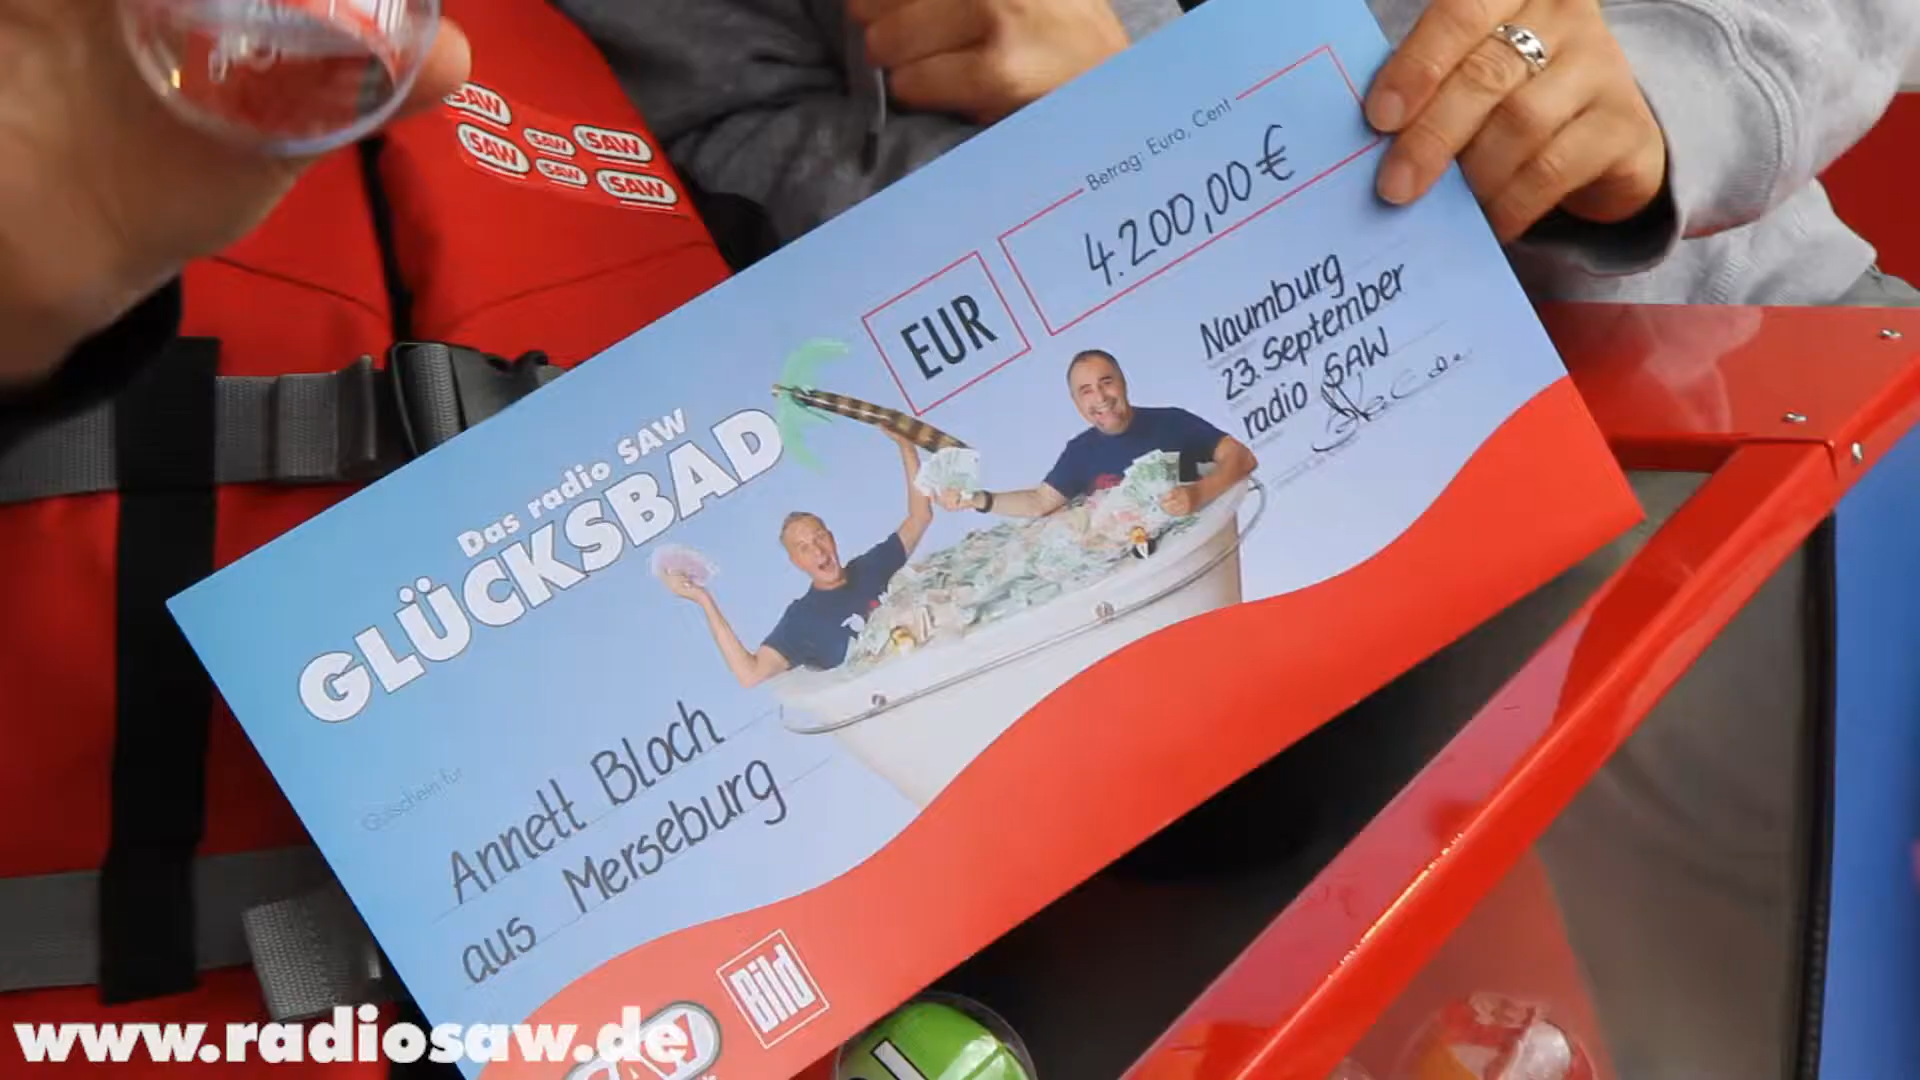 SAW
SAW SAW SAW
SAW SAW
Betrag: Euro, Cent
EUR 4.200,00 €
Naumburg
23. September
radio SAW
Das radio SAW
GLÜCKSBAD
Gutschein für
Annett Bloch
aus Merseburg
Bild
SAW
www.radiosaw.de